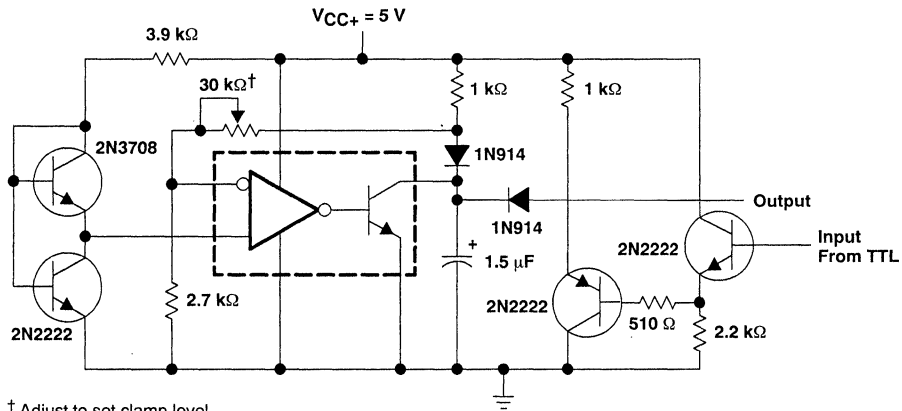 VCC+ = 5 V
3.9 kΩ
30 kΩ†
1 kΩ
1 kΩ
2N3708
1N914
Output
1N914
2N2222
Input
From TTL
+
1.5 µF
2N2222
2.7 kΩ
510 Ω
2.2 kΩ
2N2222
† Adjust to set clamp level